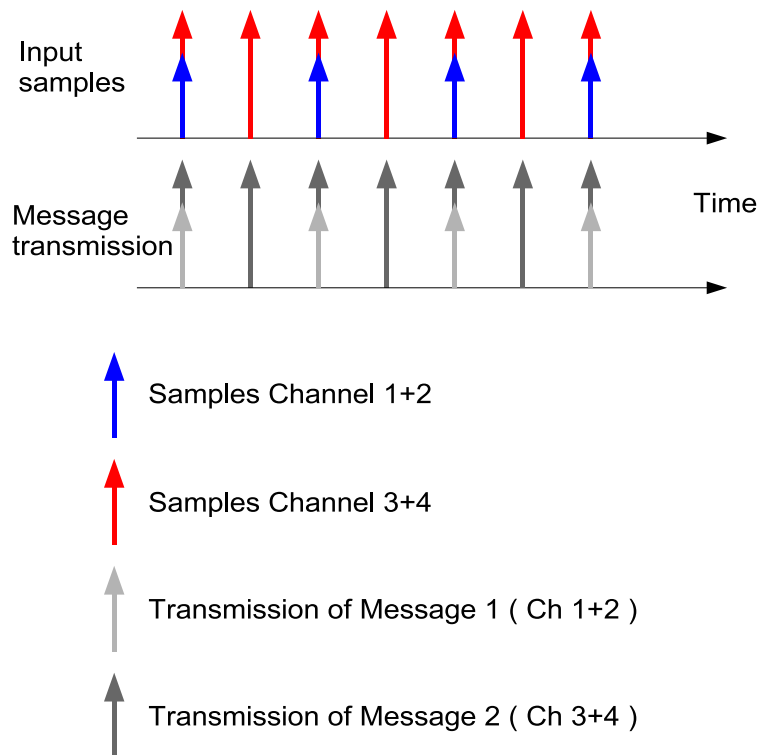 Input
samples
Message
transmission
Time
Samples Channel 1+2
Samples Channel 3+4
Transmission of Message 1 ( Ch 1+2 )
Transmission of Message 2 ( Ch 3+4 )